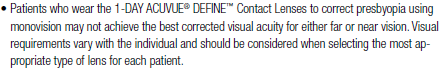 • Patients who wear the 1-DAY ACUVUE® DEFINE™ Contact Lenses to correct presbyopia using
monovision may not achieve the best corrected visual acuity for either far or near vision. Visual
requirements vary with the individual and should be considered when selecting the most ap-
propriate type of lens for each patient.